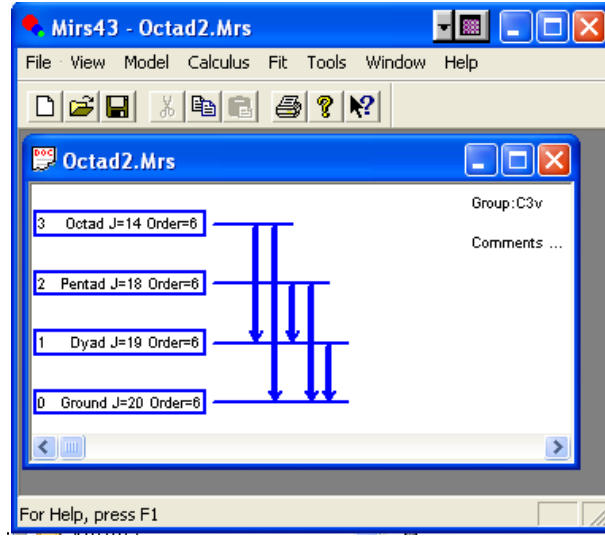 Mirs43 - Octad2.Mrs
File View Model Calculus Fit Tools Window Help
DOC Octad2.Mrs
Group:C3v
3 Octad J=14 Order=6
Comments ...
2 Pentad J=18 Order=6
1 Dyad J=19 Order=6
0 Ground J=20 Order=6
For Help, press F1